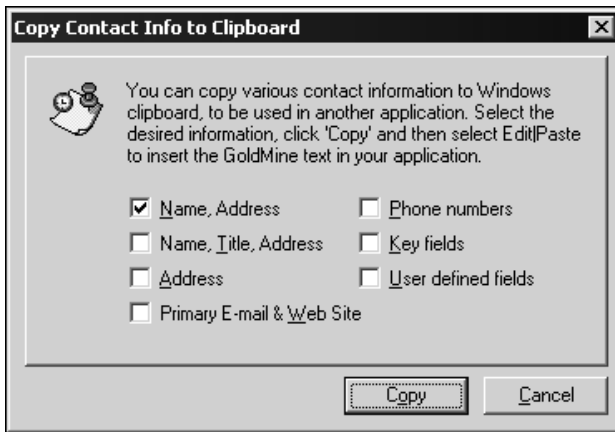 Copy Contact Info to Clipboard
You can copy various contact information to Windows
clipboard, to be used in another application. Select the
desired information, click 'Copy' and then select Edit|Paste
to insert the GoldMine text in your application.
Name, Address
Phone numbers
Name, Title, Address
Key fields
Address
User defined fields
Primary E-mail & Web Site
Copy
Cancel